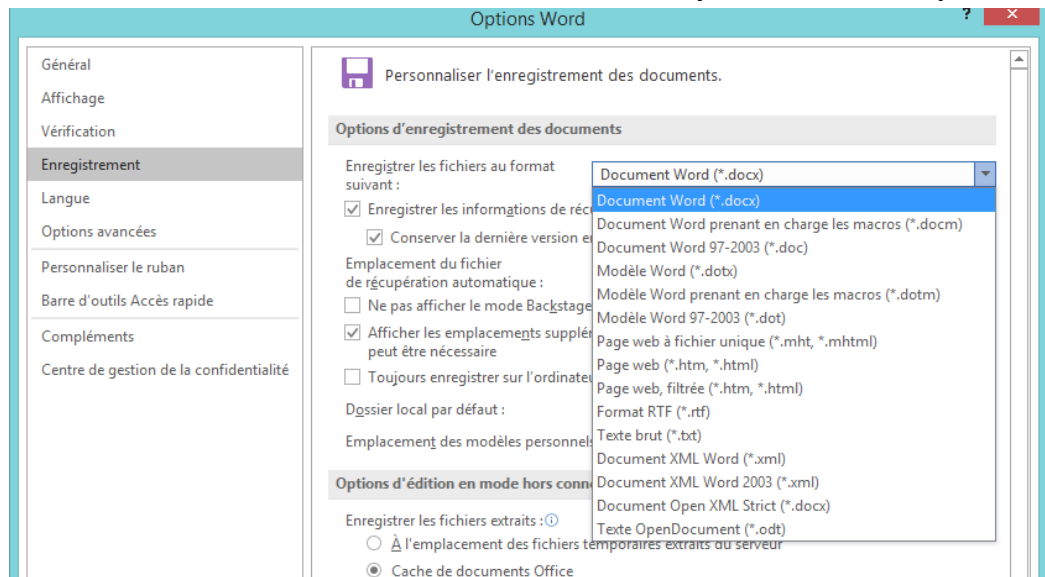 Options Word
?
×
Général
Affichage
Vérification
Enregistrement
Langue
Options avancées
Personnaliser le ruban
Barre d'outils Accès rapide
Compléments
Centre de gestion de la confidentialité
Personnaliser l'enregistrement des documents.
Options d'enregistrement des documents
Enregistrer les fichiers au format
suivant :
Document Word (*.docx)
Enregistrer les informations de
Conserver la dernière version
Emplacement du fichier
de récupération automatique :
Ne pas afficher le mode Backstage
Afficher les emplacements
peut être nécessaire
Toujours enregistrer sur
Dossier local par défaut :
Emplacement des modèles personnels
Options d'édition en mode hors
Enregistrer les fichiers extraits :
À l'emplacement des fichiers temporaires extraits du serveur
Cache de documents Office
Document Word (*.docx)
Document Word prenant en charge les macros (*.docm)
Document Word 97-2003 (*.doc)
Modèle Word (*.dotx)
Modèle Word prenant en charge les macros (*.dotm)
Modèle Word 97-2003 (*.dot)
Page web à fichier unique (*.mht, *.mhtml)
Page web (*.htm, *.html)
Page web, filtrée (*.htm, *.html)
Format RTF (*.rtf)
Texte brut (*.txt)
Document XML Word (*.xml)
Document XML Word 2003 (*.xml)
Document Open XML Strict (*.docx)
Texte OpenDocument (*.odt)